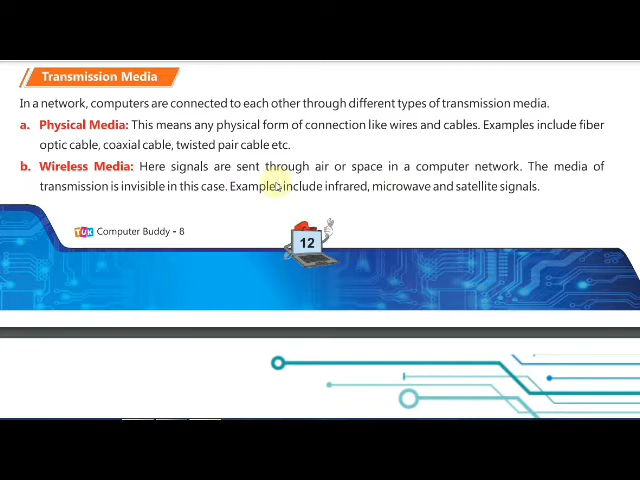 Transmission Media
In a network, computers are connected to each other through different types of transmission media.
a. Physical Media: This means any physical form of connection like wires and cables. Examples include fiber
optic cable, coaxial cable, twisted pair cable etc.
b. Wireless Media: Here signals are sent through air or space in a computer network. The media of
transmission is invisible in this case. Examples include infrared, microwave and satellite signals.
TUK Computer Buddy - 8
12